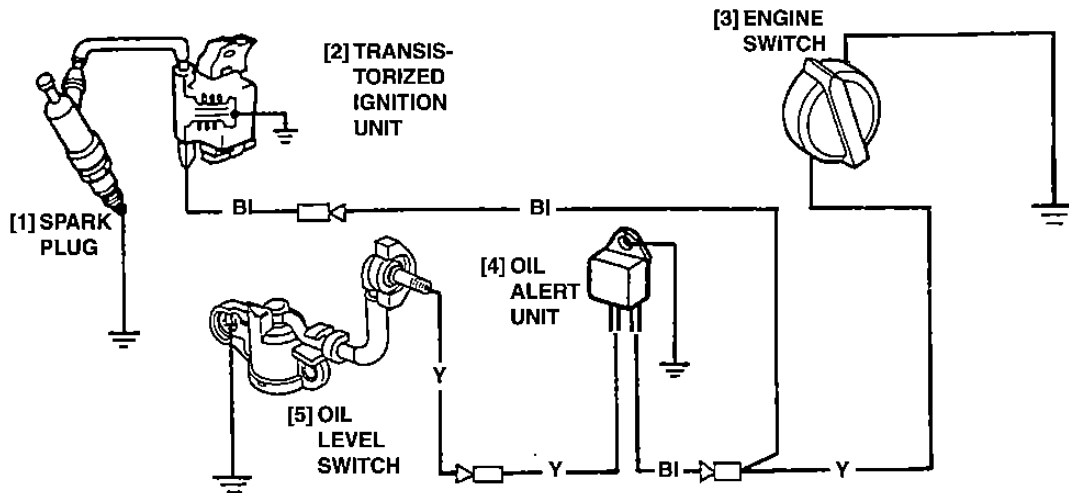 [2] TRANSIS-
TORIZED
IGNITION
UNIT
[3] ENGINE
SWITCH
[1] SPARK
PLUG
Bl
Bl
[4] OIL
ALERT
UNIT
Y
[5] OIL
LEVEL
SWITCH
Y
Bl
Y